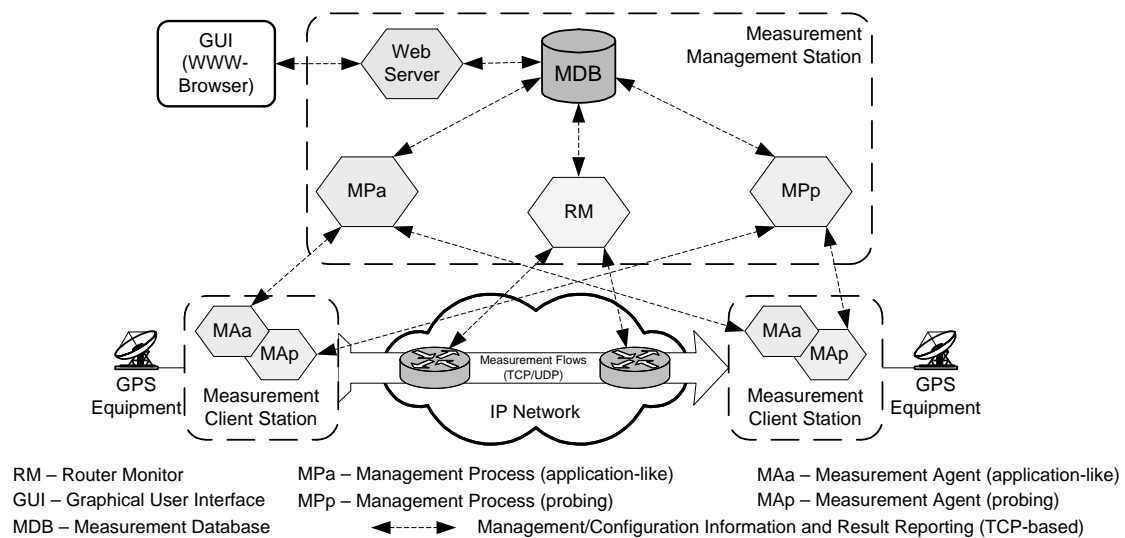 GUI
(WWW-
Browser)
Web
Server
MDB
Measurement
Management Station
MPa
RM
MPp
MAa
MAp
GPS
Equipment
Measurement
Client Station
Measurement Flows
(TCP/UDP)
IP Network
MAa
MAp
Measurement
Client Station
GPS
Equipment
RM – Router Monitor
GUI – Graphical User Interface
MDB – Measurement Database
MPa – Management Process (application-like)
MPp – Management Process (probing)
MAa – Measurement Agent (application-like)
MAp – Measurement Agent (probing)
Management/Configuration Information and Result Reporting (TCP-based)